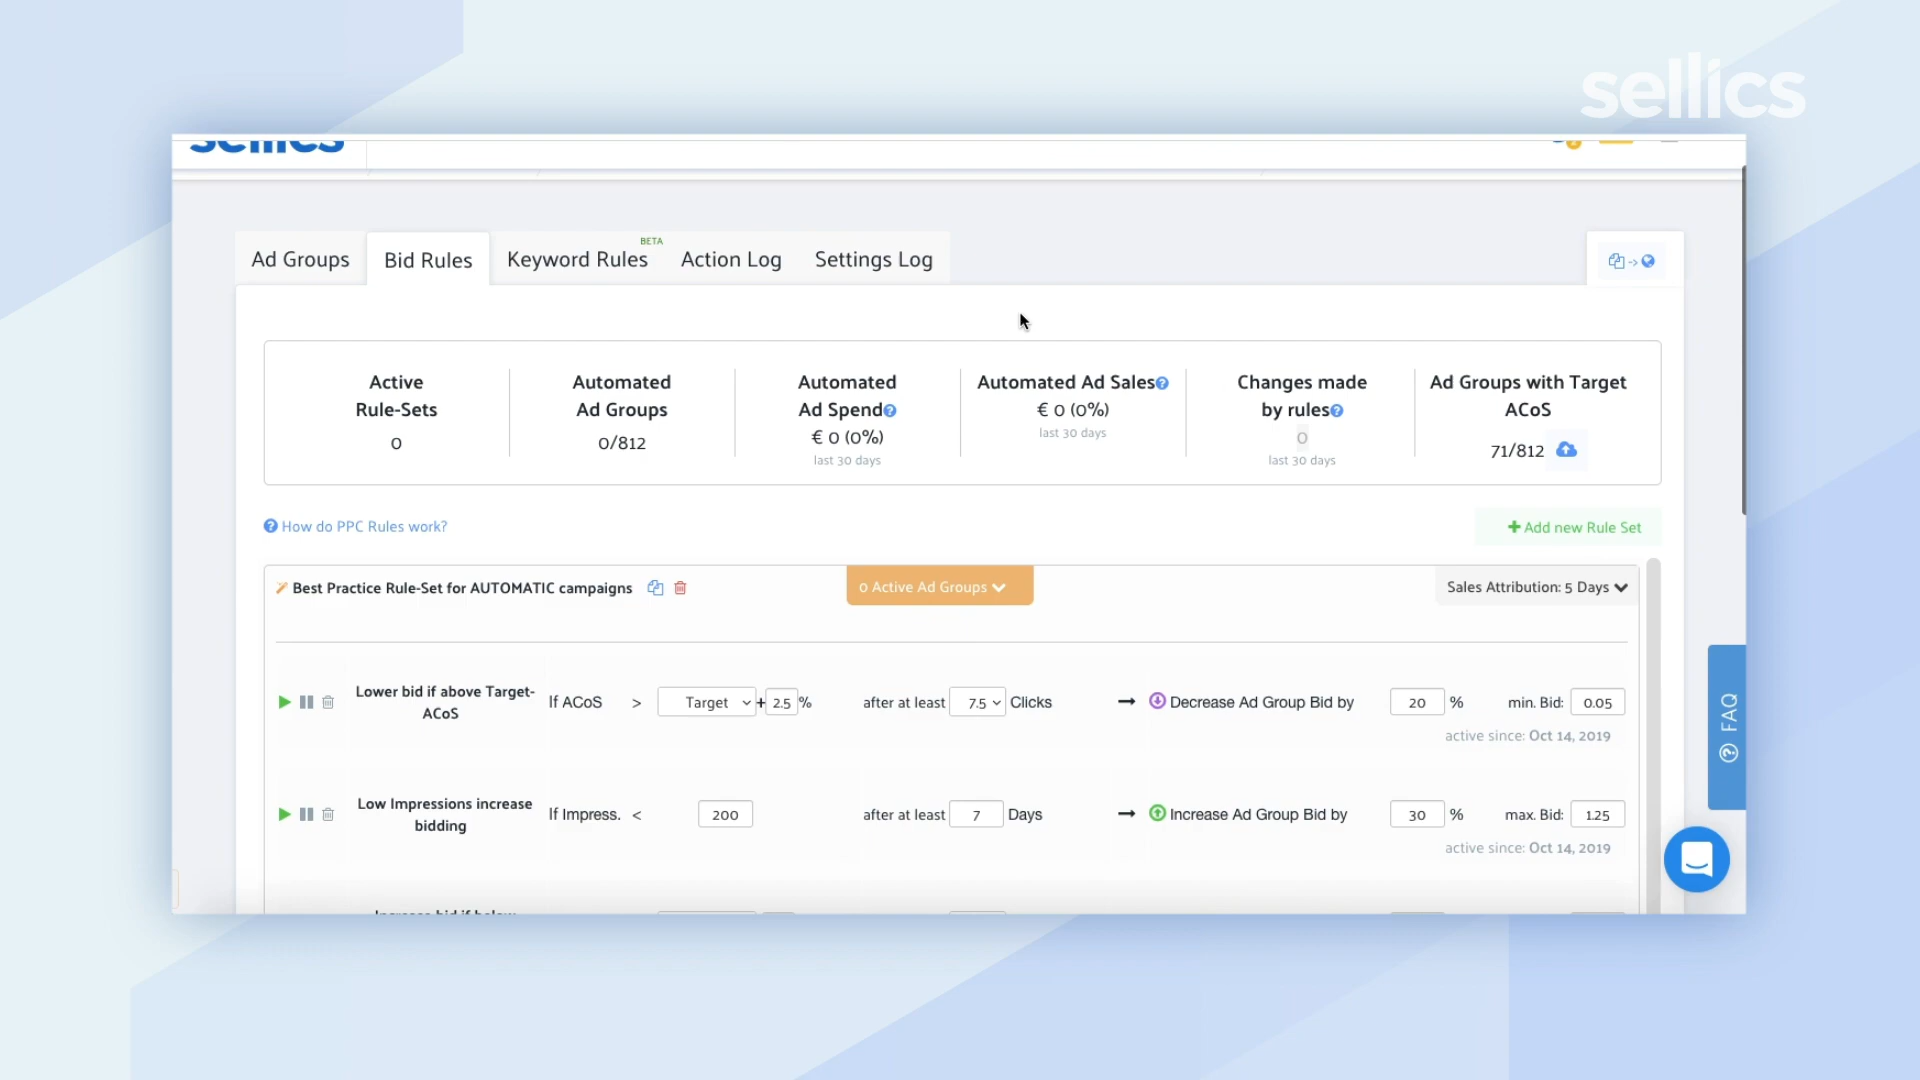 sellics
sellics
Ad Groups
Bid Rules
Keyword Rules
BETA
Action Log
Settings Log
Active
Rule-Sets
0
Automated
Ad Groups
0/812
Automated
Ad Spend
€ 0 (0%)
last 30 days
Automated Ad Sales
€ 0 (0%)
last 30 days
Changes made
by rules
0
last 30 days
Ad Groups with Target
ACoS
71/812
How do PPC Rules work?
Add new Rule Set
Best Practice Rule-Set for AUTOMATIC campaigns
0 Active Ad Groups
Sales Attribution: 5 Days
Lower bid if above Target-
ACoS
If ACoS > Target + 2.5 % after at least 7.5 Clicks → Decrease Ad Group Bid by 20 % min. Bid: 0.05
active since: Oct 14, 2019
Low Impressions increase
bidding
If Impress. < 200 after at least 7 Days → Increase Ad Group Bid by 30 % max. Bid: 1.25
active since: Oct 14, 2019
Increase bid if below
FAQ